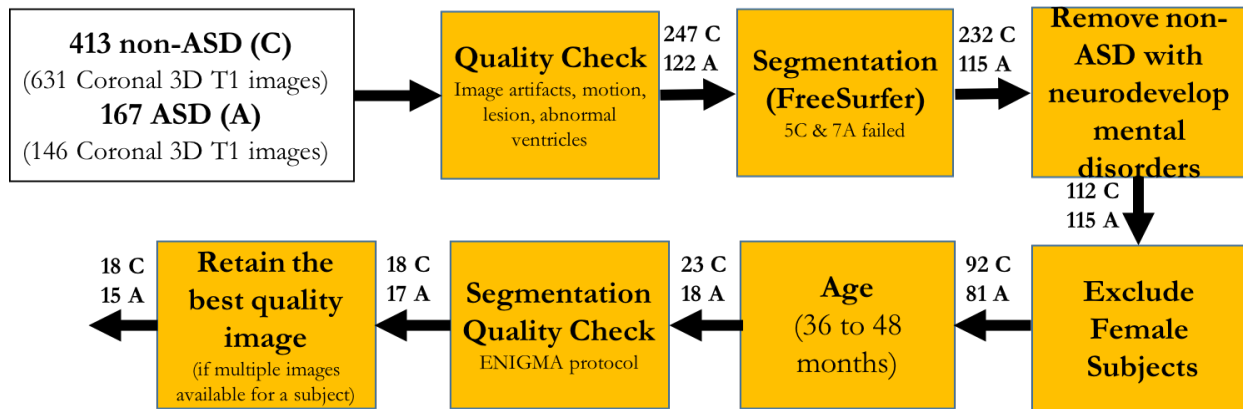 413 non-ASD (C)
(631 Coronal 3D T1 images)
167 ASD (A)
(146 Coronal 3D T1 images)
Quality Check
Image artifacts, motion,
lesion, abnormal
ventricles
247 C
122 A
Segmentation
(FreeSurfer)
5C & 7A failed
232 C
115 A
Remove non-
ASD with
neurodevelop
mental
disorders
112 C
115 A
Exclude
Female
Subjects
92 C
81 A
Age
(36 to 48
months)
23 C
18 A
Segmentation
Quality Check
ENIGMA protocol
18 C
17 A
Retain the
best quality
image
(if multiple images
available for a subject)
18 C
15 A